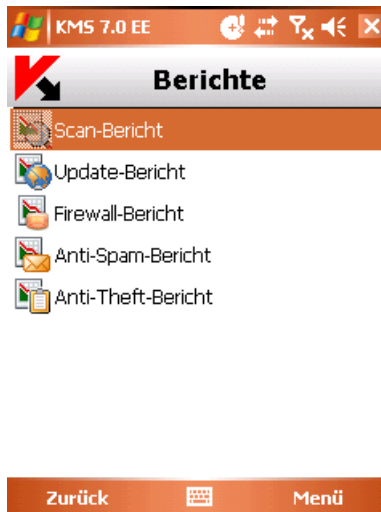 KMS 7.0 EE
Berichte
Scan-Bericht
Update-Bericht
Firewall-Bericht
Anti-Spam-Bericht
Anti-Theft-Bericht
Zurück Menü